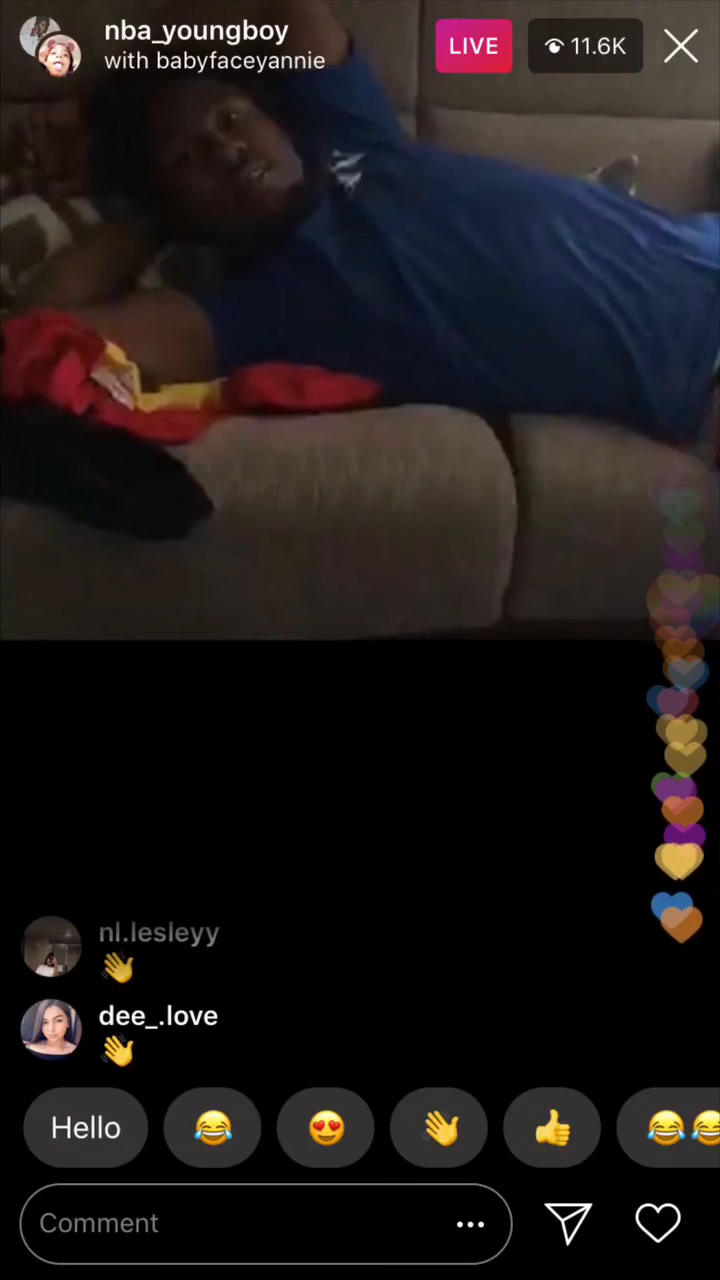 nba_youngboy
with babyfaceyannie
LIVE
11.6K
nl.lesleyy
👋
dee_.love
👋
Hello 😂 😍 👋 👍 😂😂
Comment